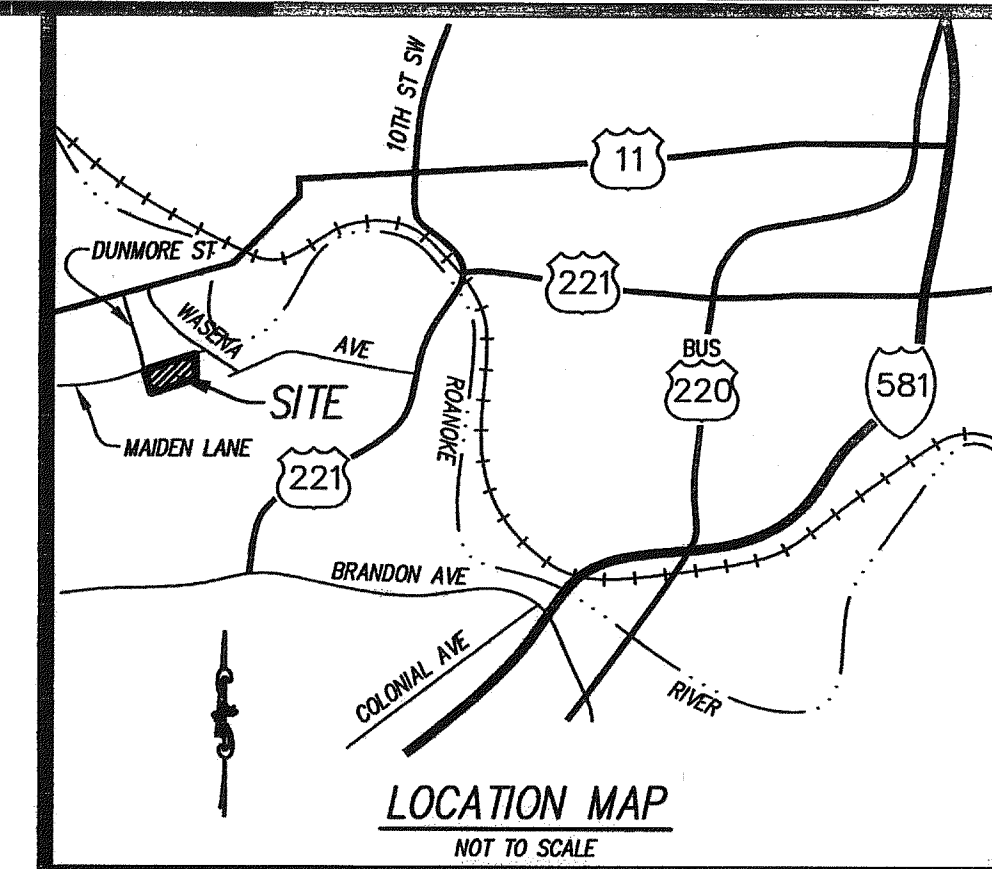 10TH ST SW
11
DUNMORE ST
221
WASENA
AVE
BUS
220
581
ROANOKE
SITE
MAIDEN LANE
221
BRANDON AVE
COLONIAL AVE
RIVER
LOCATION MAP
NOT TO SCALE